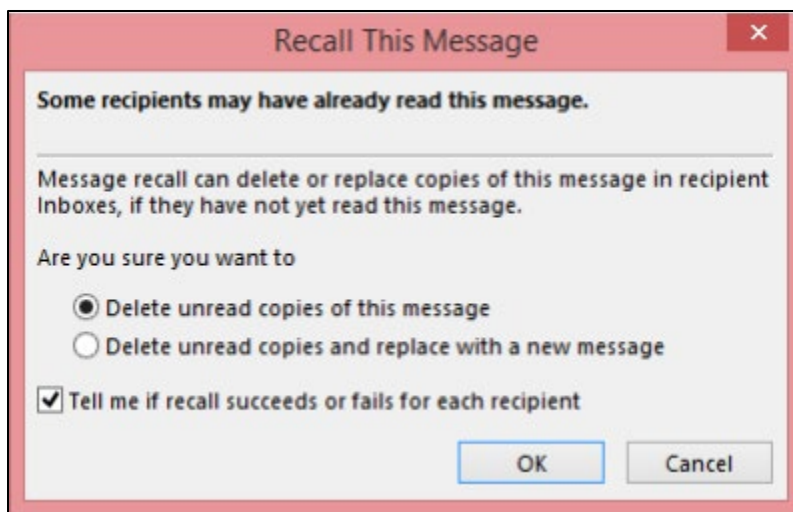 Recall This Message
Some recipients may have already read this message.
Message recall can delete or replace copies of this message in recipient
Inboxes, if they have not yet read this message.
Are you sure you want to
Delete unread copies of this message
Delete unread copies and replace with a new message
Tell me if recall succeeds or fails for each recipient
OK Cancel